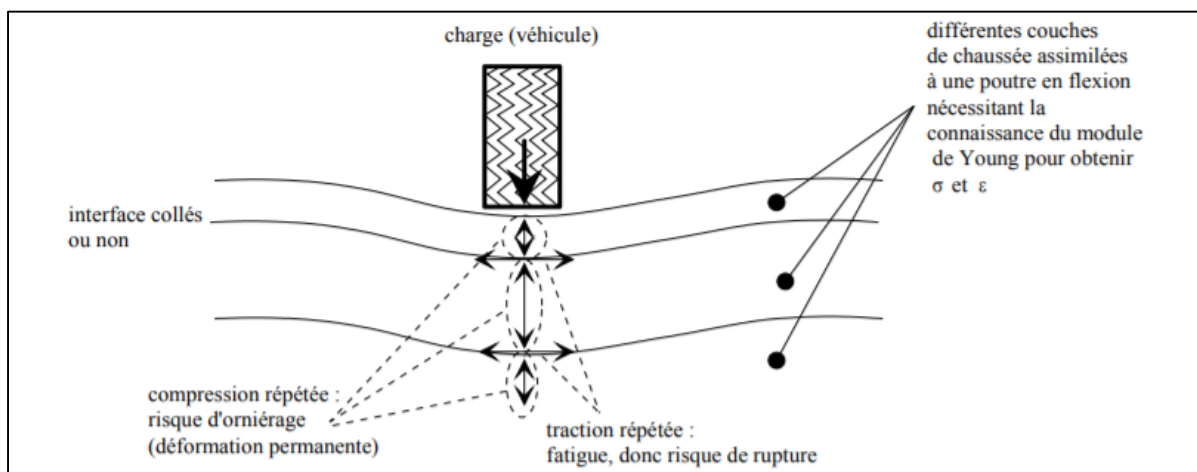 charge (véhicule)
différentes couches
de chaussée assimilées
à une poutre en flexion
nécessitant la
connaissance du module
de Young pour obtenir
σ et ε
interface collés
ou non
compression répétée :
risque d'orniérage
(déformation permanente)
traction répétée :
fatigue, donc risque de rupture